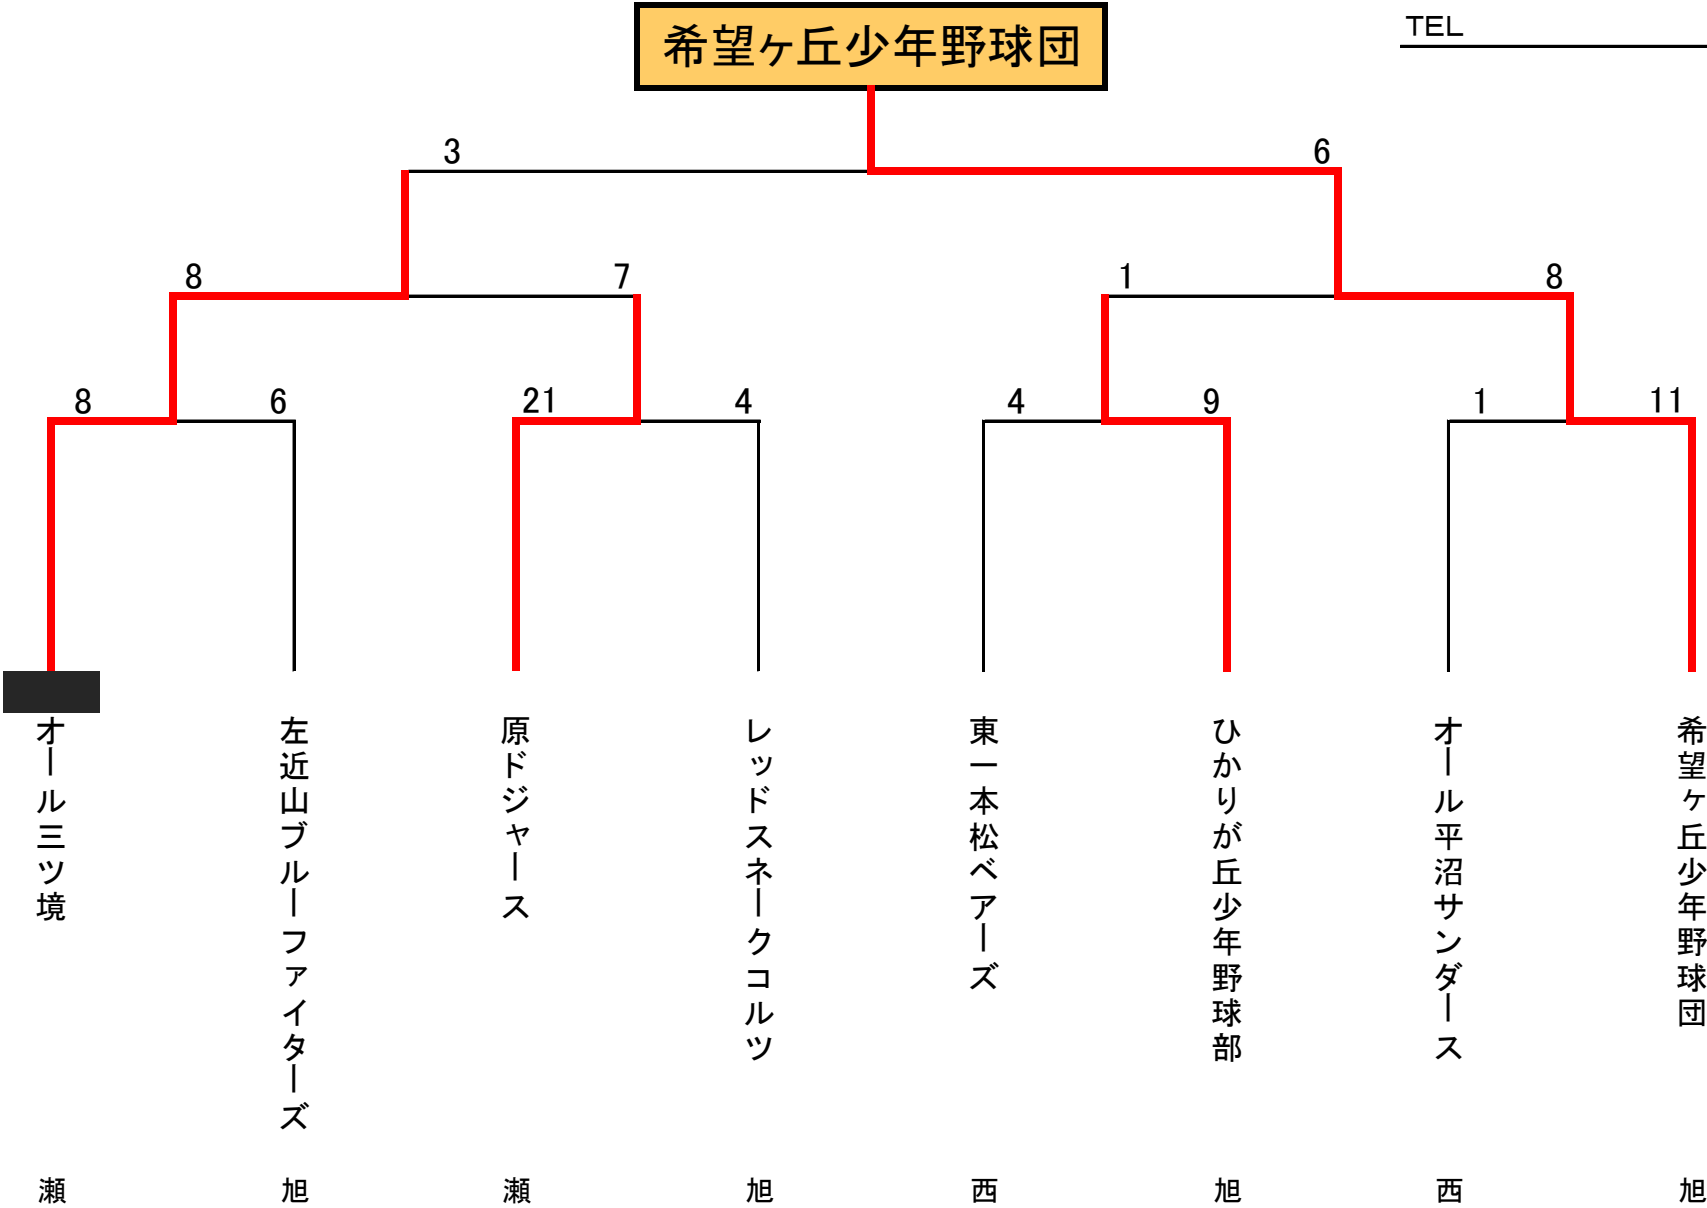 希望ヶ丘少年野球団
TEL
3
6
8
7
1
8
8
6
21
4
4
9
1
11
オール三ツ境
左近山ブルーファイターズ
原ドジャース
レッドスネークコルツ
東一本松ベアーズ
ひかりが丘少年野球部
オール平沼サンダース
希望ヶ丘少年野球団
瀬
旭
瀬
旭
西
旭
西
旭